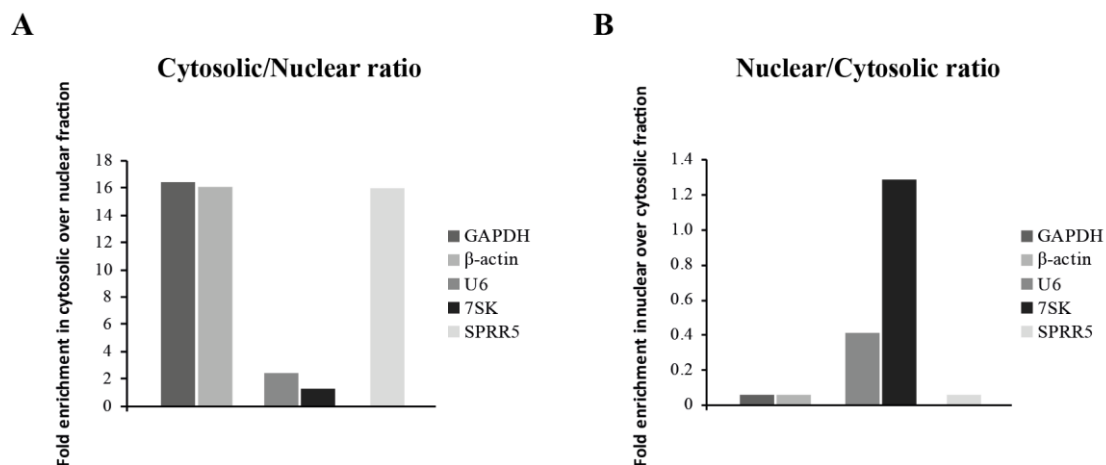 A
Cytosolic/Nuclear ratio
Fold enrichment in cytosolic over nuclear fraction
18
16
14
12
10
8
6
4
2
0
GAPDH
β-actin
U6
7SK
SPRR5
B
Nuclear/Cytosolic ratio
Fold enrichment in nuclear over cytosolic fraction
1.4
1.2
1.0
0.8
0.6
0.4
0.2
0
GAPDH
β-actin
U6
7SK
SPRR5